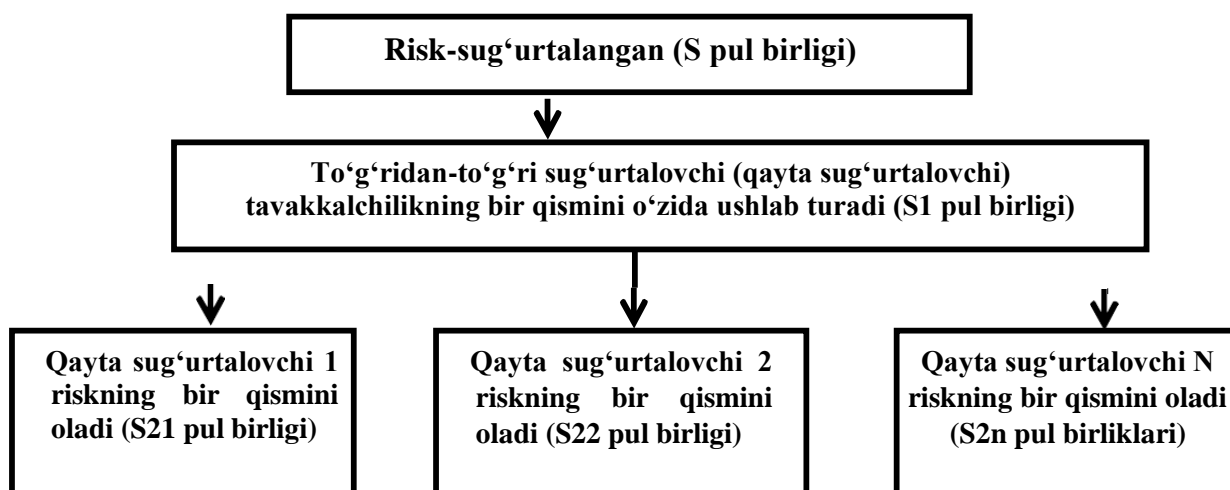 Risk-sug‘urtalangan (S pul birligi)
To‘g‘ridan-to‘g‘ri sug‘urtalovchi (qayta sug‘urtalovchi)
tavakkalchilikning bir qismini o‘zida ushlab turadi (S1 pul birligi)
Qayta sug‘urtalovchi 1
riskning bir qismini
oladi (S21 pul birligi)
Qayta sug‘urtalovchi 2
riskning bir qismini
oladi (S22 pul birligi)
Qayta sug‘urtalovchi N
riskning bir qismini oladi
(S2n pul birliklari)